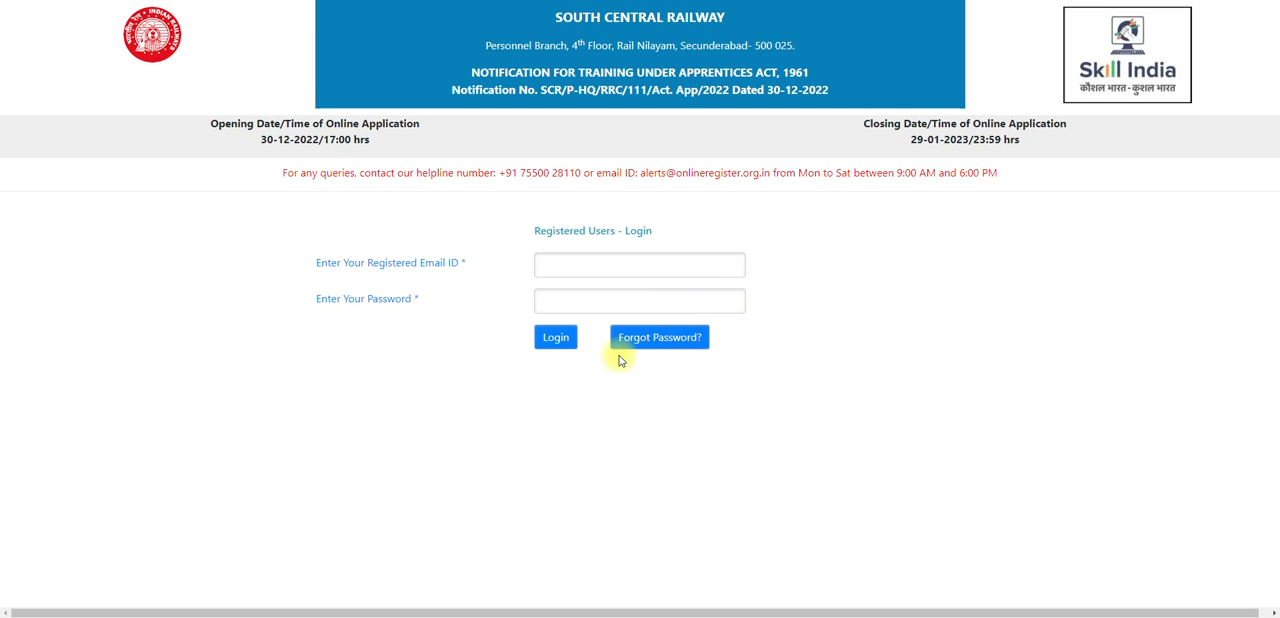 INDIAN RAILWAYS
SOUTH CENTRAL RAILWAY
Personnel Branch, 4th Floor, Rail Nilayam, Secunderabad- 500 025.
NOTIFICATION FOR TRAINING UNDER APPRENTICES ACT, 1961
Notification No. SCR/P-HQ/RRC/111/Act. App/2022 Dated 30-12-2022
Skill India
कौशल भारत-कुशल भारत
Opening Date/Time of Online Application
30-12-2022/17:00 hrs
Closing Date/Time of Online Application
29-01-2023/23:59 hrs
For any queries, contact our helpline number: +91 75500 28110 or email ID: alerts@onlineregister.org.in from Mon to Sat between 9:00 AM and 6:00 PM
Registered Users - Login
Enter Your Registered Email ID *
Enter Your Password *
Login
Forgot Password?